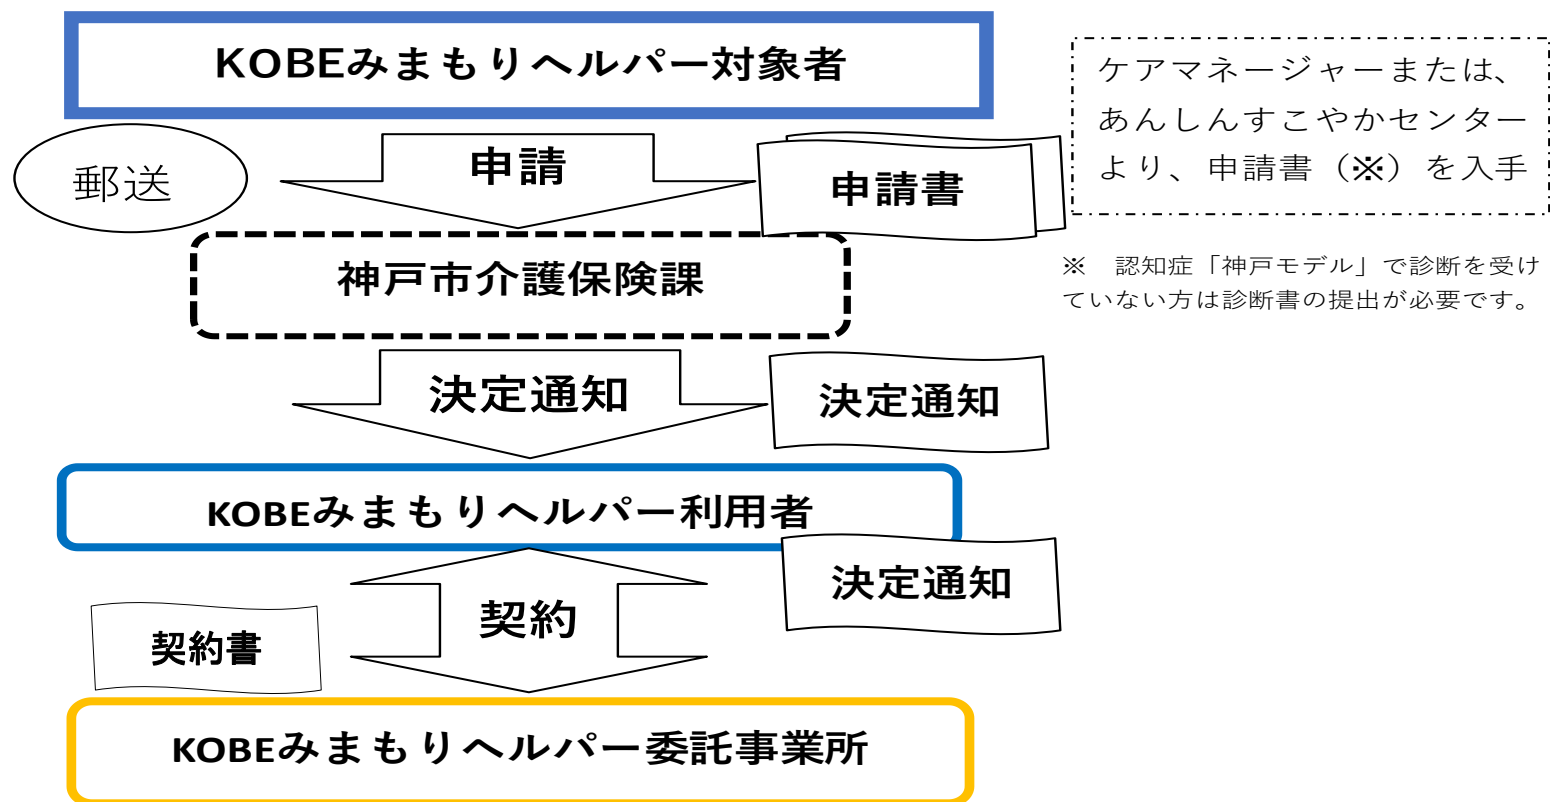 KOBEみまもりヘルパー対象者
ケアマネージャーまたは、
あんしんすこやかセンター
より、申請書（※）を入手
郵送
申請
申請書
※　認知症「神戸モデル」で診断を受け
ていない方は診断書の提出が必要です。
神戸市介護保険課
決定通知
決定通知
KOBEみまもりヘルパー利用者
決定通知
契約
契約書
KOBEみまもりヘルパー委託事業所